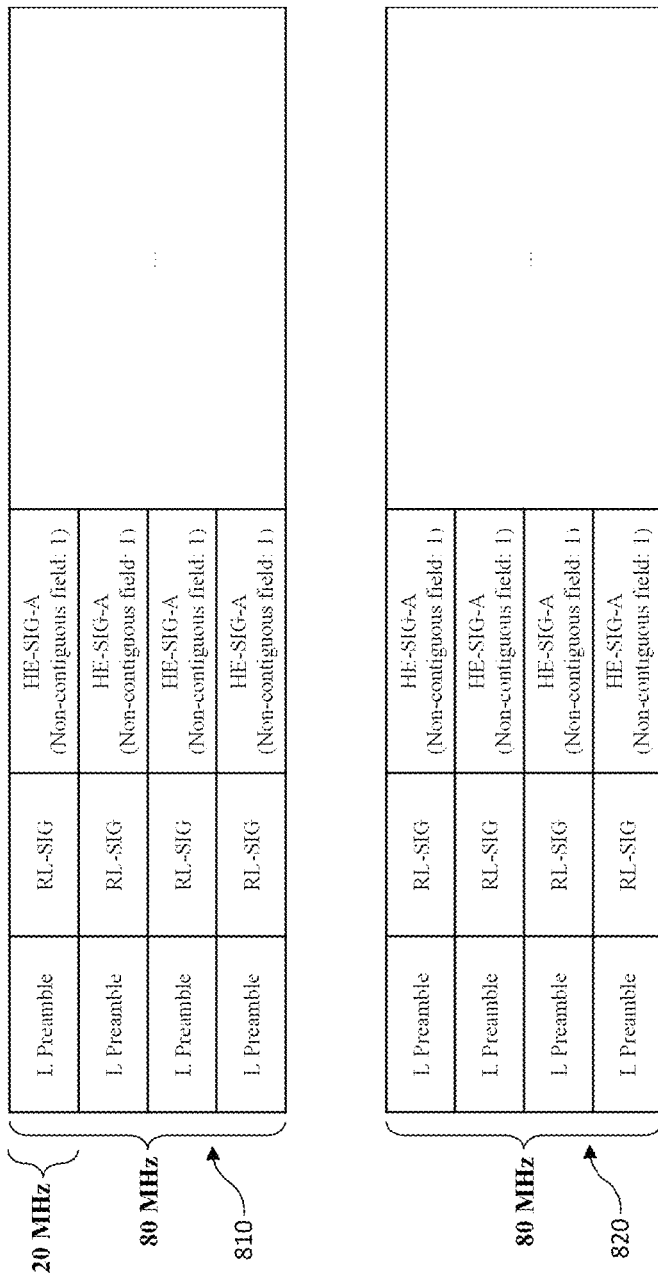 20 MHz
80 MHz
810
L Preamble
RL-SIG
HE-SIG-A
(Non-contiguous field: 1)
L Preamble
RL-SIG
HE-SIG-A
(Non-contiguous field: 1)
L Preamble
RL-SIG
HE-SIG-A
(Non-contiguous field: 1)
L Preamble
RL-SIG
HE-SIG-A
(Non-contiguous field: 1)
...
80 MHz
820
L Preamble
RL-SIG
HE-SIG-A
(Non-contiguous field: 1)
L Preamble
RL-SIG
HE-SIG-A
(Non-contiguous field: 1)
L Preamble
RL-SIG
HE-SIG-A
(Non-contiguous field: 1)
L Preamble
RL-SIG
HE-SIG-A
(Non-contiguous field: 1)
...